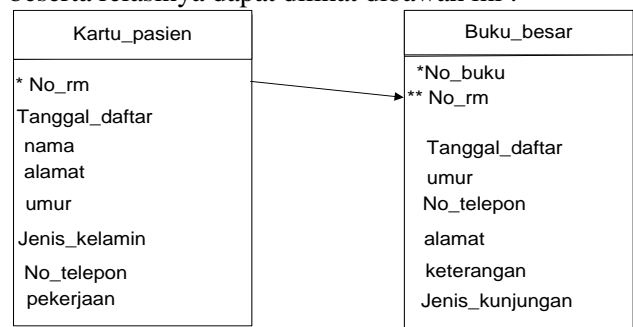 Kartu_pasien
* No_rm
Tanggal_daftar
nama
alamat
umur
Jenis_kelamin
No_telepon
pekerjaan
Buku_besar
*No_buku
** No_rm
Tanggal_daftar
umur
No_telepon
alamat
keterangan
Jenis_kunjungan